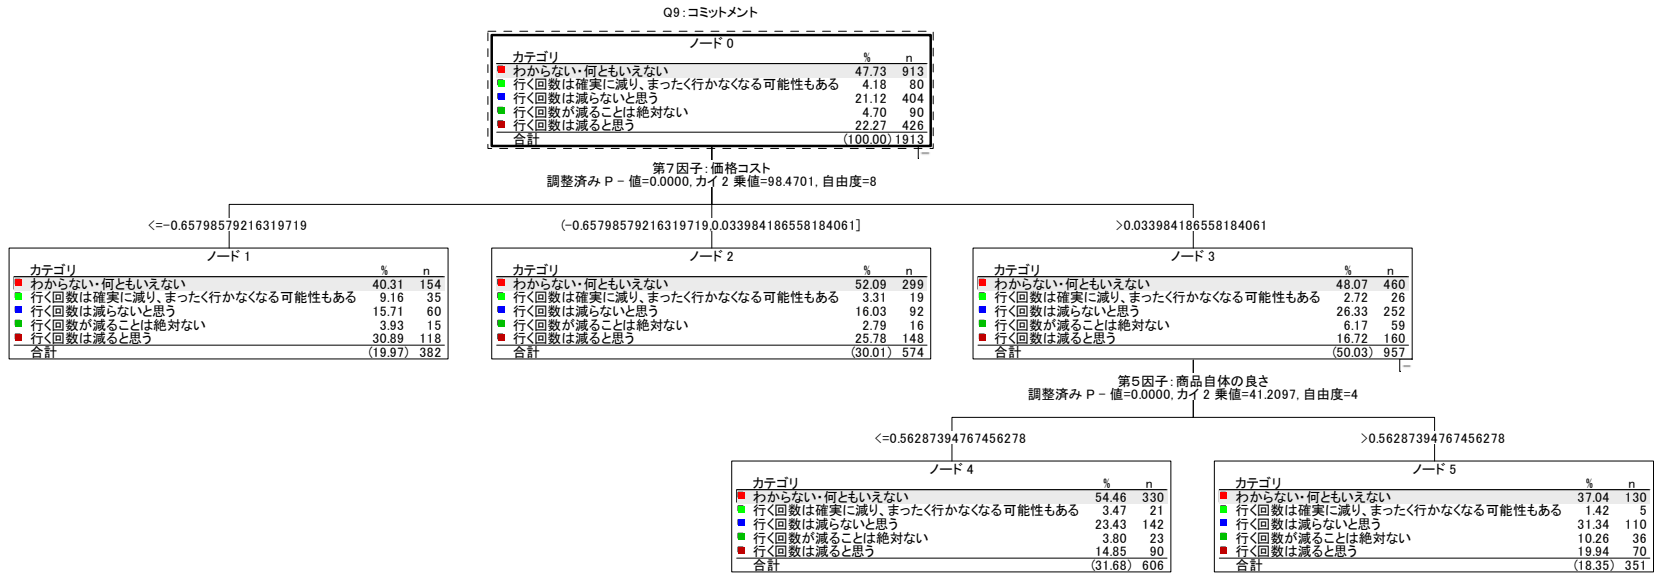 Q9:コミットメント
ノード 0
カテゴリ % n
わからない・何ともいえない 47.73 913
行く回数は確実に減り、まったく行かなくなる可能性もある 4.18 80
行く回数は減らないと思う 21.12 404
行く回数が減ることは絶対ない 4.70 90
行く回数は減ると思う 22.27 426
合計 (100.00) 1913
第7因子:価格コスト
調整済み P - 値=0.0000, カイ 2 乗値=98.4701, 自由度=8
<=-0.65798579216319719
(-0.65798579216319719,0.0339841865581840​61]
>0.033984186558184061
ノード 1
カテゴリ % n
わからない・何ともいえない 40.31 154
行く回数は確実に減り、まったく行かなくなる可能性もある 9.16 35
行く回数は減らないと思う 15.71 60
行く回数が減ることは絶対ない 3.93 15
行く回数は減ると思う 30.89 118
合計 (19.97) 382
ノード 2
カテゴリ % n
わからない・何ともいえない 52.09 299
行く回数は確実に減り、まったく行かなくなる可能性もある 3.31 19
行く回数は減らないと思う 16.03 92
行く回数が減ることは絶対ない 2.79 16
行く回数は減ると思う 25.78 148
合計 (30.01) 574
ノード 3
カテゴリ % n
わからない・何ともいえない 48.07 460
行く回数は確実に減り、まったく行かなくなる可能性もある 2.72 26
行く回数は減らないと思う 26.33 252
行く回数が減ることは絶対ない 6.17 59
行く回数は減ると思う 16.72 160
合計 (50.03) 957
第5因子:商品自体の良さ
調整済み P - 値=0.0000, カイ 2 乗値=41.2097, 自由度=4
<=0.56287394767456278
>0.56287394767456278
ノード 4
カテゴリ % n
わからない・何ともいえない 54.46 330
行く回数は確実に減り、まったく行かなくなる可能性もある 3.47 21
行く回数は減らないと思う 23.43 142
行く回数が減ることは絶対ない 3.80 23
行く回数は減ると思う 14.85 90
合計 (31.68) 606
ノード 5
カテゴリ % n
わからない・何ともいえない 37.04 130
行く回数は確実に減り、まったく行かなくなる可能性もある 1.42 5
行く回数は減らないと思う 31.34 110
行く回数が減ることは絶対ない 10.26 36
行く回数は減ると思う 19.94 70
合計 (18.35) 351